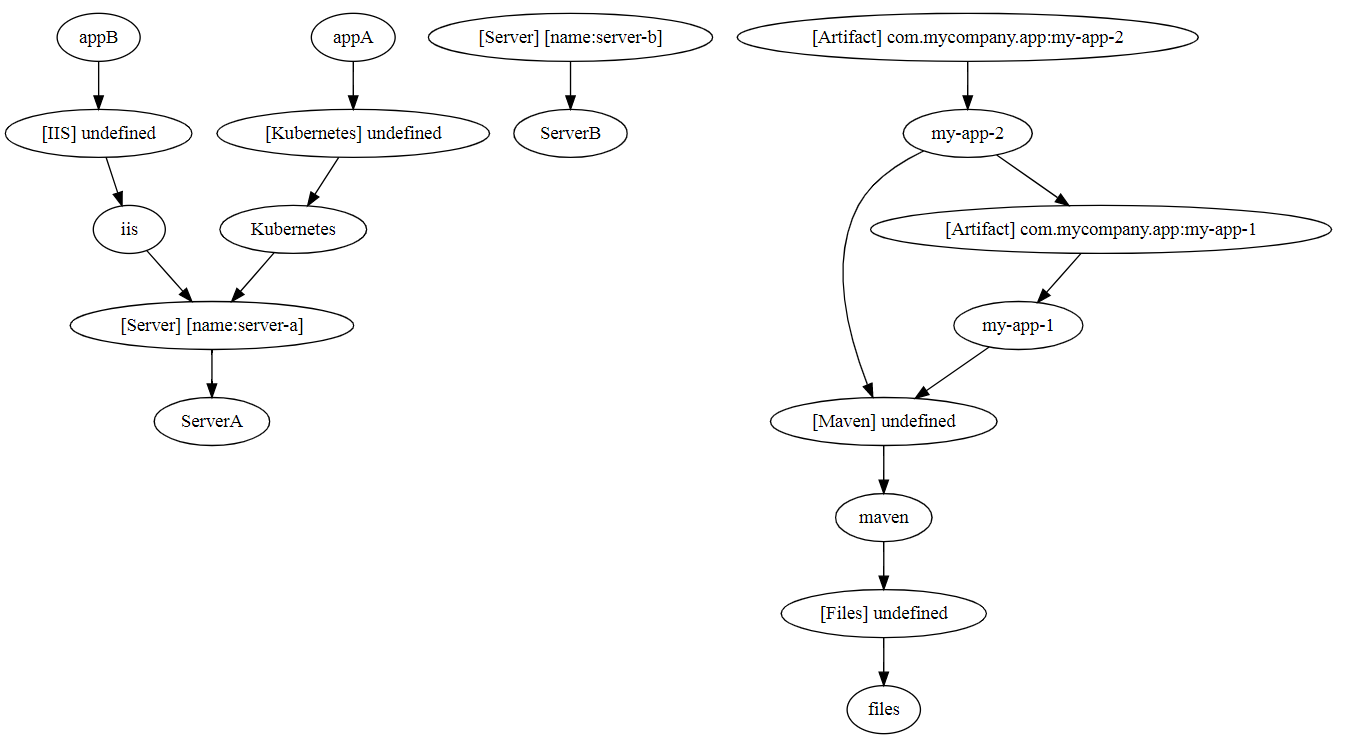 appB
appA
[Server] [name:server-b]
[Artifact] com.mycompany.app:my-app-2
[IIS] undefined
[Kubernetes] undefined
ServerB
my-app-2
iis
Kubernetes
[Artifact] com.mycompany.app:my-app-1
[Server] [name:server-a]
my-app-1
ServerA
[Maven] undefined
maven
[Files] undefined
files